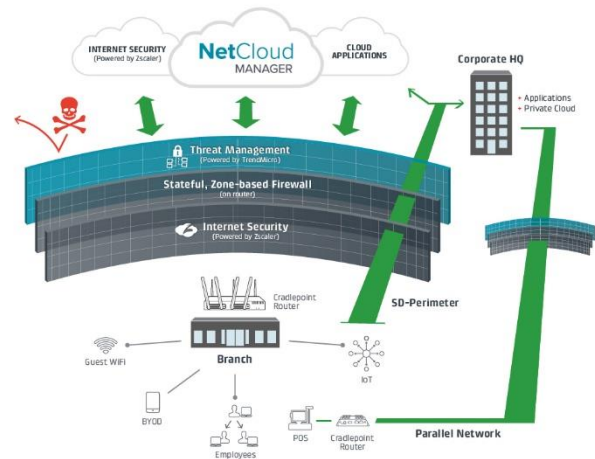 INTERNET SECURITY
(Powered by Zscaler)
NetCloud
MANAGER
CLOUD
APPLICATIONS
Corporate HQ
+ Applications
+ Private Cloud
Threat Management
(Powered by TrendMicro)
Stateful, Zone-based Firewall
(on router)
Internet Security
(Powered by Zscaler)
Cradlepoint
Router
SD-Perimeter
Guest WiFi
Branch
IoT
BYOD
Employees
POS
Cradlepoint
Router
Parallel Network